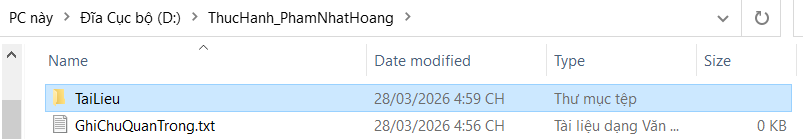 PC này > Đĩa Cục bộ (D:) > ThucHanh_PhamNhatHoang >
Name Date modified Type Size
TaiLieu 28/03/2026 4:59 CH Thư mục tệp
GhiChuQuanTrong.txt 28/03/2026 4:56 CH Tài liệu dạng Văn ... 0 KB